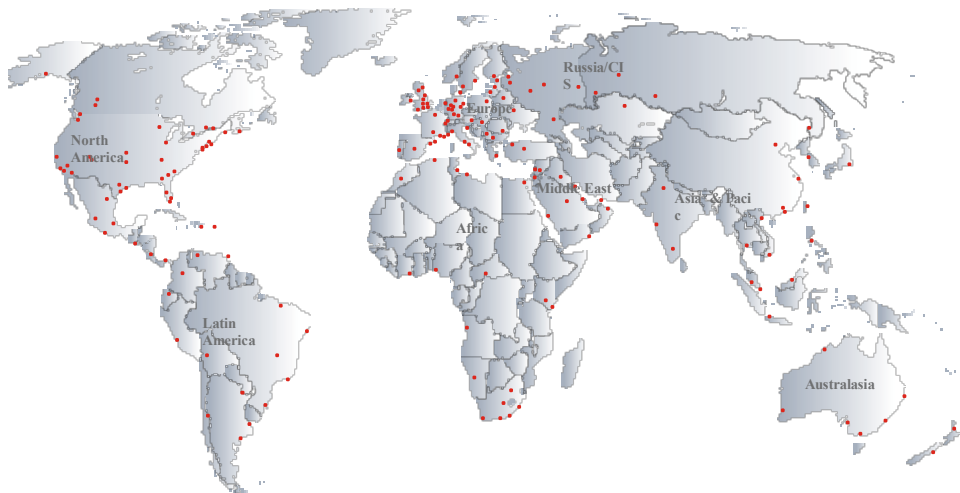 Russia/CI
S
Europe
North
America
Middle East
Asia & Paci
c
Afric
a
Latin
America
Australasia